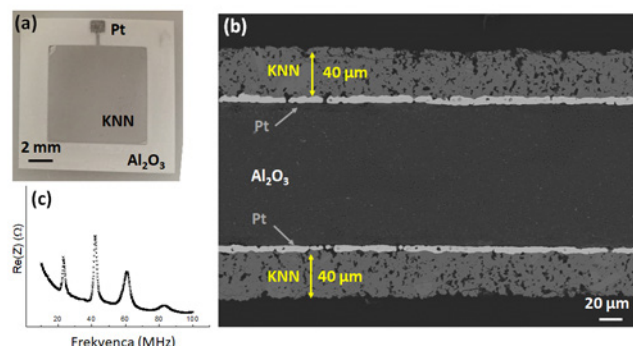 (a)
Pt
KNN
2 mm
Al₂O₃
(b)
KNN
40 µm
Pt
Al₂O₃
Pt
KNN
40 µm
20 µm
(c)
Re(Z) (Ω)
20 40 60 80 100
Frekvenca (MHz)